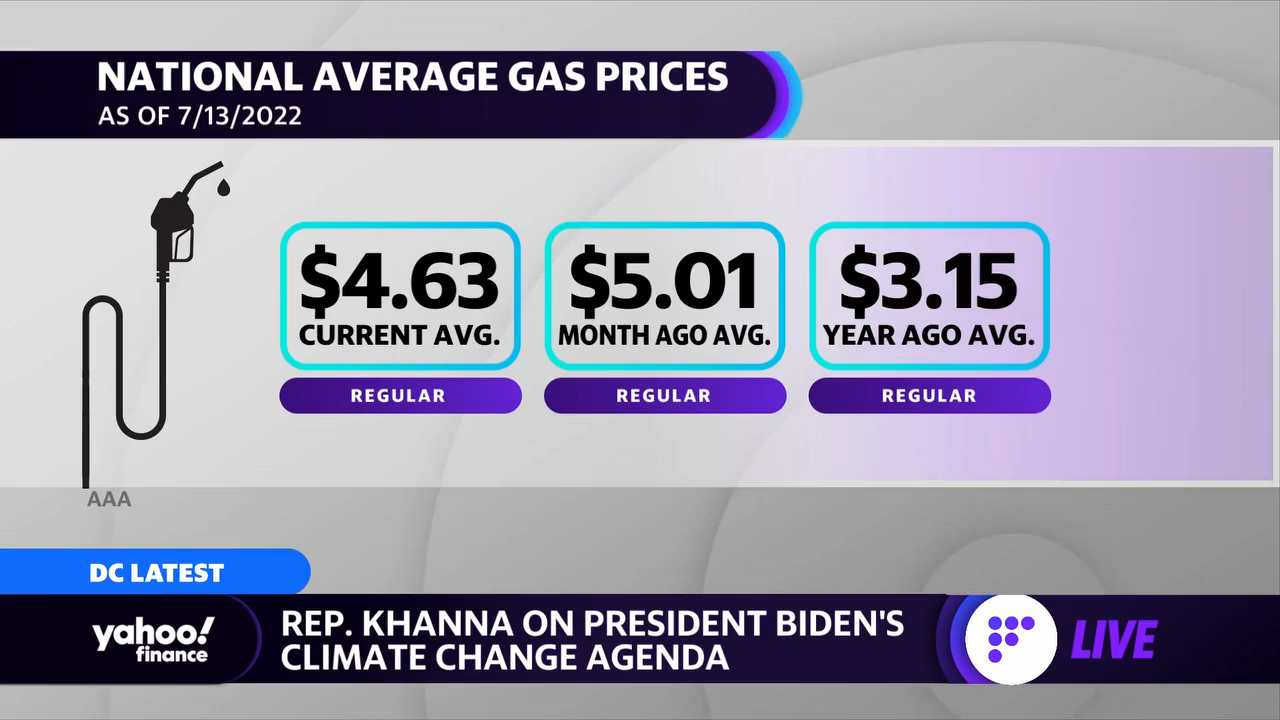 NATIONAL AVERAGE GAS PRICES
AS OF 7/13/2022
$4.63
CURRENT AVG.
REGULAR
$5.01
MONTH AGO AVG.
REGULAR
$3.15
YEAR AGO AVG.
REGULAR
AAA
DC LATEST
yahoo!
finance
REP. KHANNA ON PRESIDENT BIDEN'S
CLIMATE CHANGE AGENDA
LIVE